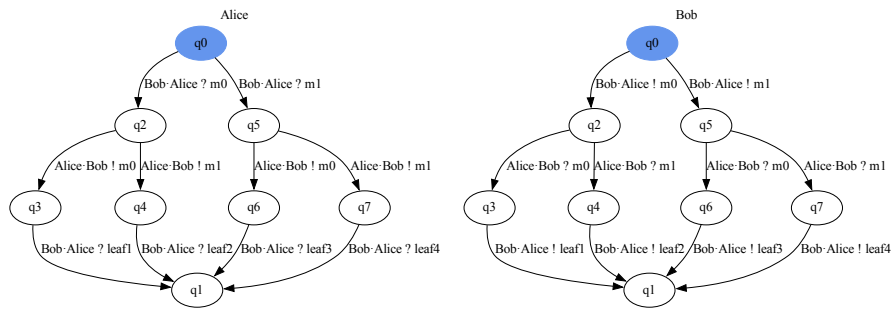 Alice
q0
Bob·Alice ? m0
Bob·Alice ? m1
q2
q5
Alice·Bob ! m0
Alice·Bob ! m1
Alice·Bob ! m0
Alice·Bob ! m1
q3
q4
q6
q7
Bob·Alice ? leaf1
Bob·Alice ? leaf2
Bob·Alice ? leaf3
Bob·Alice ? leaf4
q1
Bob
q0
Bob·Alice ! m0
Bob·Alice ! m1
q2
q5
Alice·Bob ? m0
Alice·Bob ? m1
Alice·Bob ? m0
Alice·Bob ? m1
q3
q4
q6
q7
Bob·Alice ! leaf1
Bob·Alice ! leaf2
Bob·Alice ! leaf3
Bob·Alice ! leaf4
q1